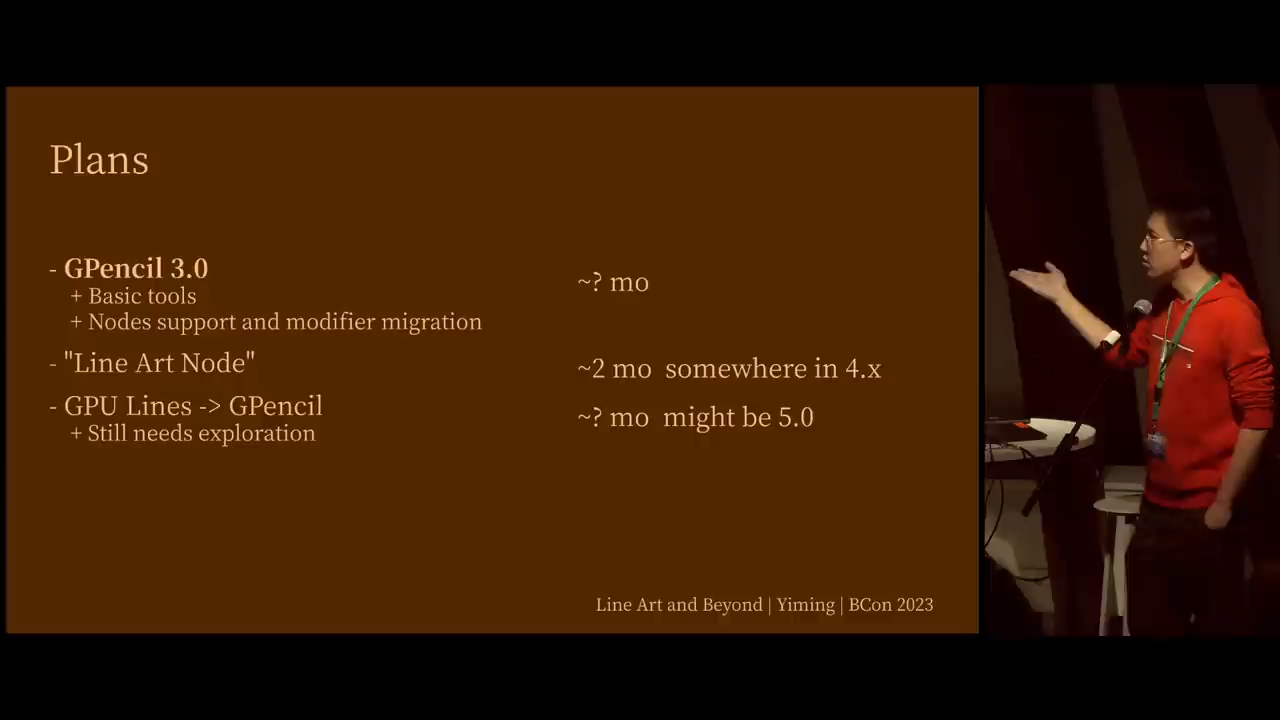 Plans
- GPencil 3.0
+ Basic tools
+ Nodes support and modifier migration
~? mo
- "Line Art Node"
~2 mo somewhere in 4.x
- GPU Lines -> GPencil
+ Still needs exploration
~? mo might be 5.0
Line Art and Beyond | Yiming | BCon 2023